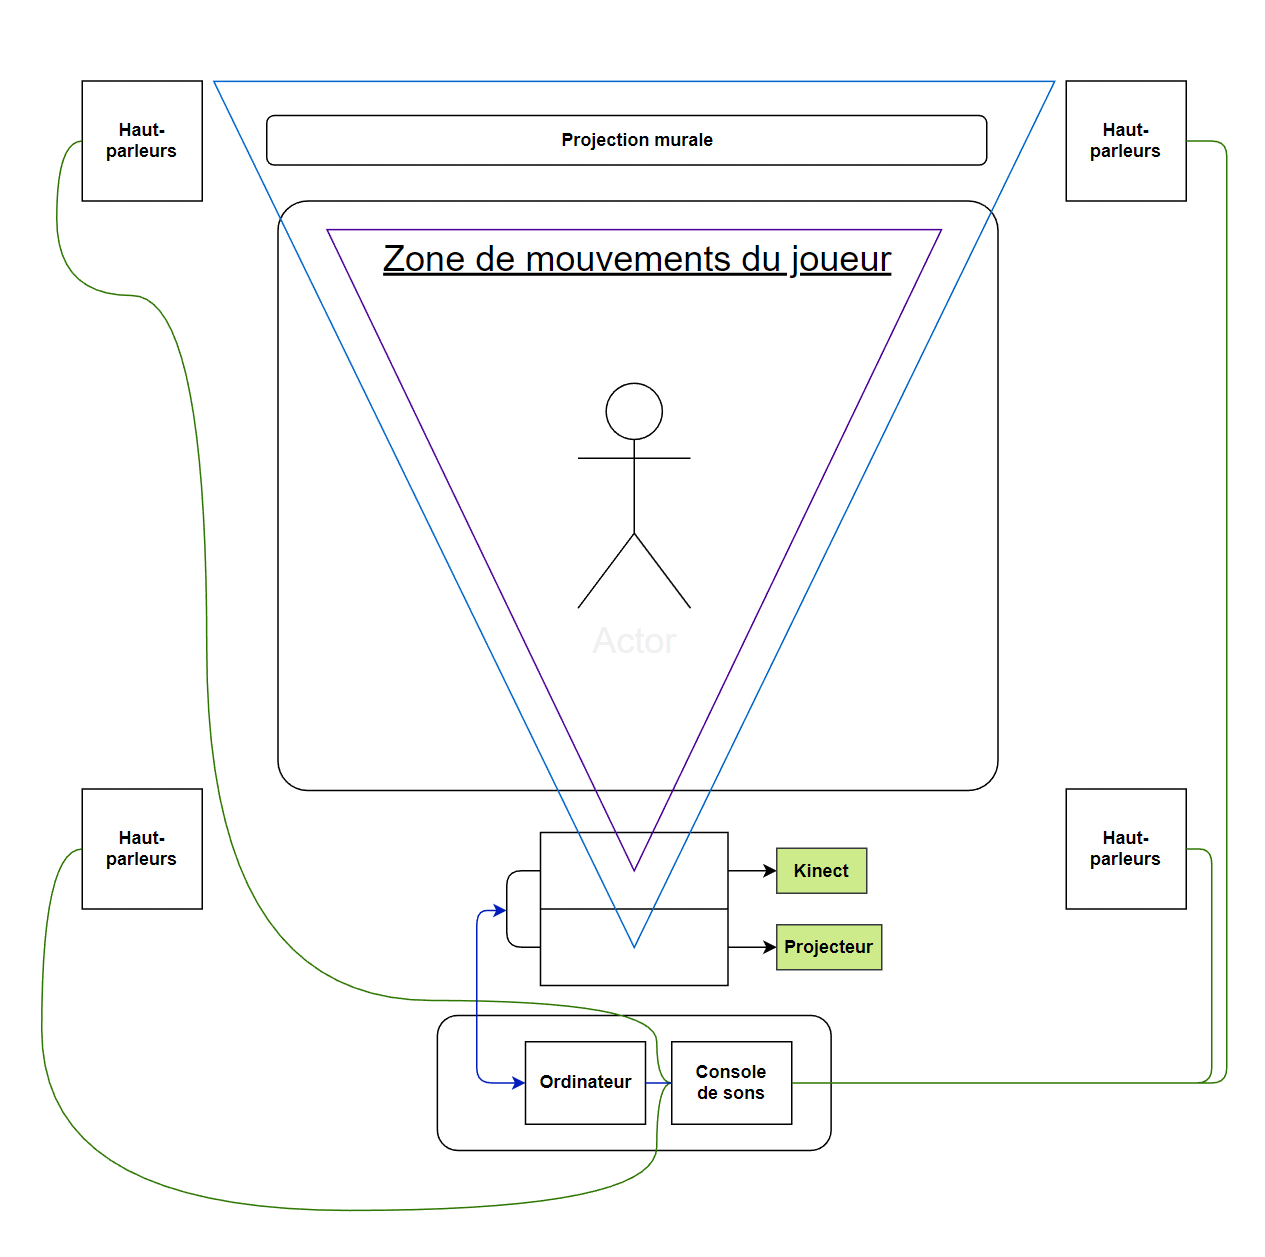 Haut-
parleurs
Projection murale
Haut-
parleurs
Zone de mouvements du joueur
Actor
Haut-
parleurs
Haut-
parleurs
Kinect
Projecteur
Ordinateur
Console
de sons